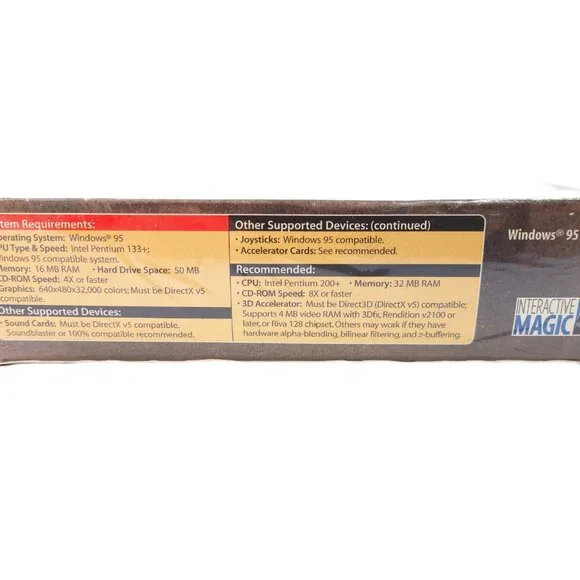 tem Requirements:
perating System: Windows® 95
PU Type & Speed: Intel Pentium 133+;
Windows 95 compatible system.
Memory: 16 MB RAM • Hard Drive Space: 50 MB
CD-ROM Speed: 4X or faster
Graphics: 640x480x32,000 colors; Must be DirectX v5
compatible.
Other Supported Devices:
• Sound Cards: Must be DirectX v5 compatible.
Soundblaster or 100% compatible recommended.
Other Supported Devices: (continued)
• Joysticks: Windows 95 compatible.
• Accelerator Cards: See recommended.
Recommended:
• CPU: Intel Pentium 200+ • Memory: 32 MB RAM
• CD-ROM Speed: 8X or faster
• 3D Accelerator: Must be Direct3D (DirectX v5) compatible;
Supports 4 MB video RAM with 3Dfx, Rendition v2100 or
later, or Riva 128 chipset. Others may work if they have
hardware alpha-blending, bilinear filtering, and z-buffering.
Windows® 95
INTERACTIVE
MAGIC